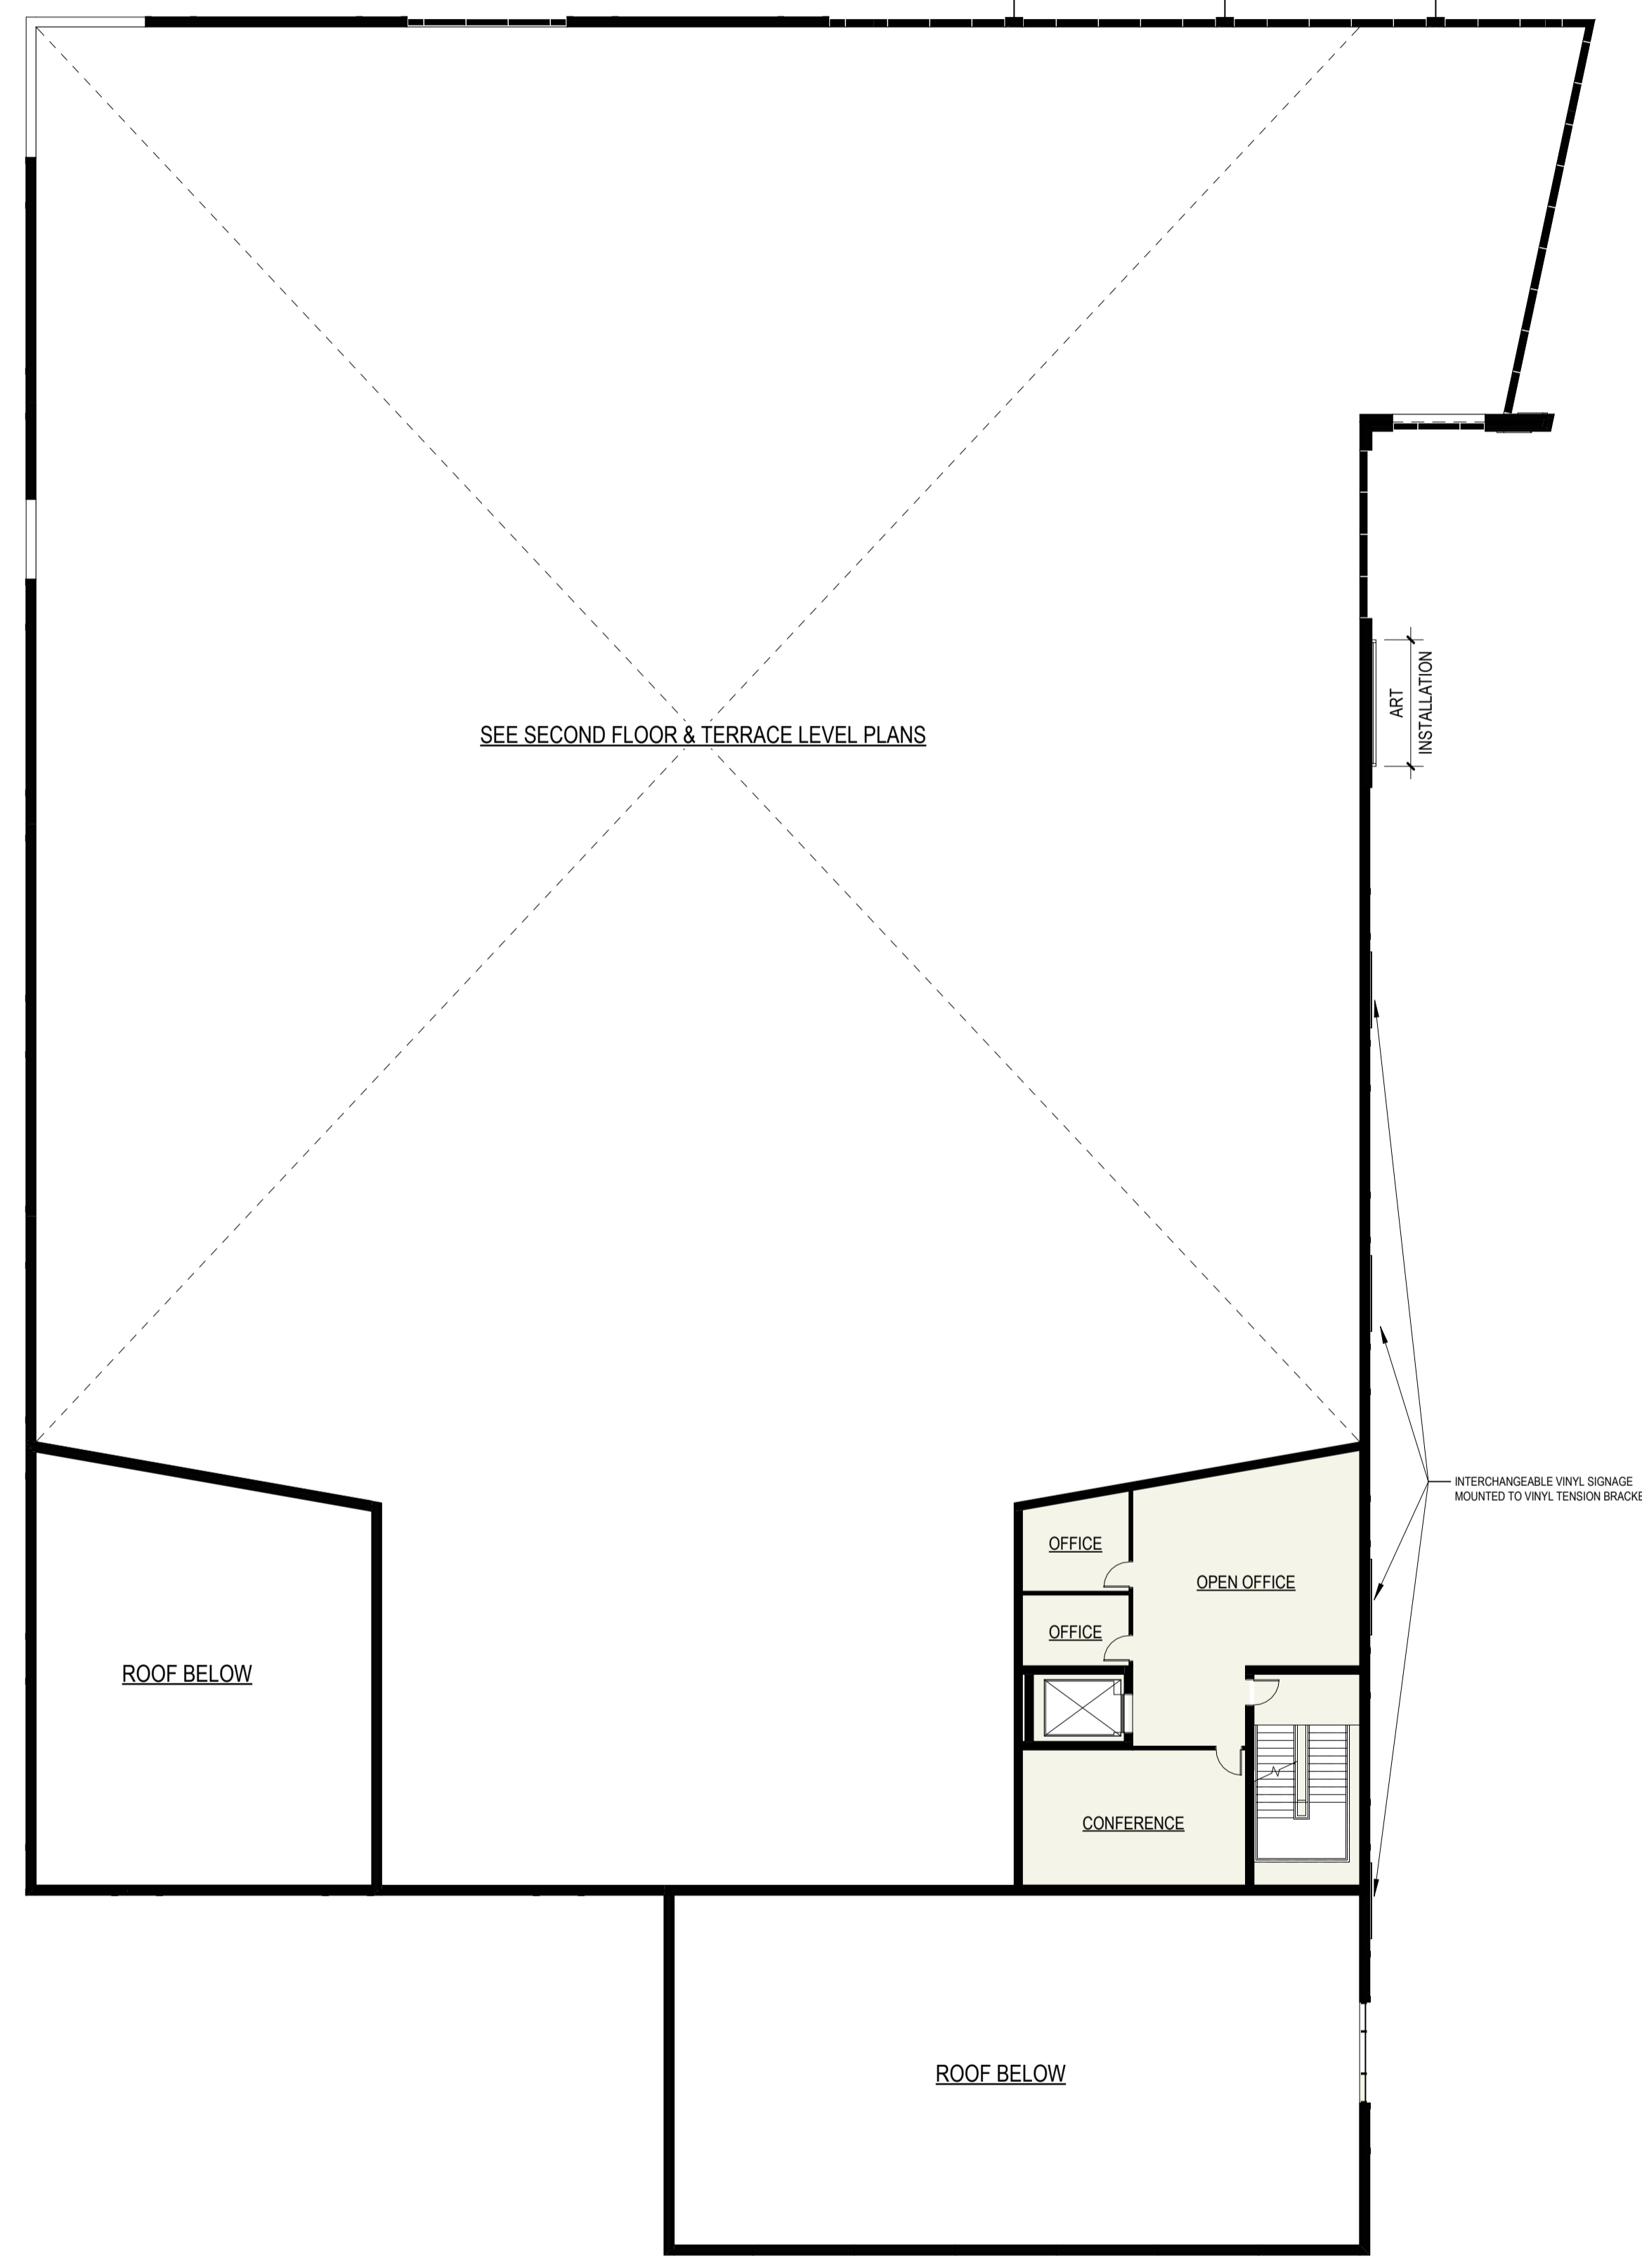 ART
INSTALLATION
SEE SECOND FLOOR & TERRACE LEVEL PLANS
INTERCHANGEABLE VINYL SIGNAGE
MOUNTED TO VINYL TENSION BRACKE
OFFICE
OPEN OFFICE
OFFICE
ROOF BELOW
CONFERENCE
ROOF BELOW